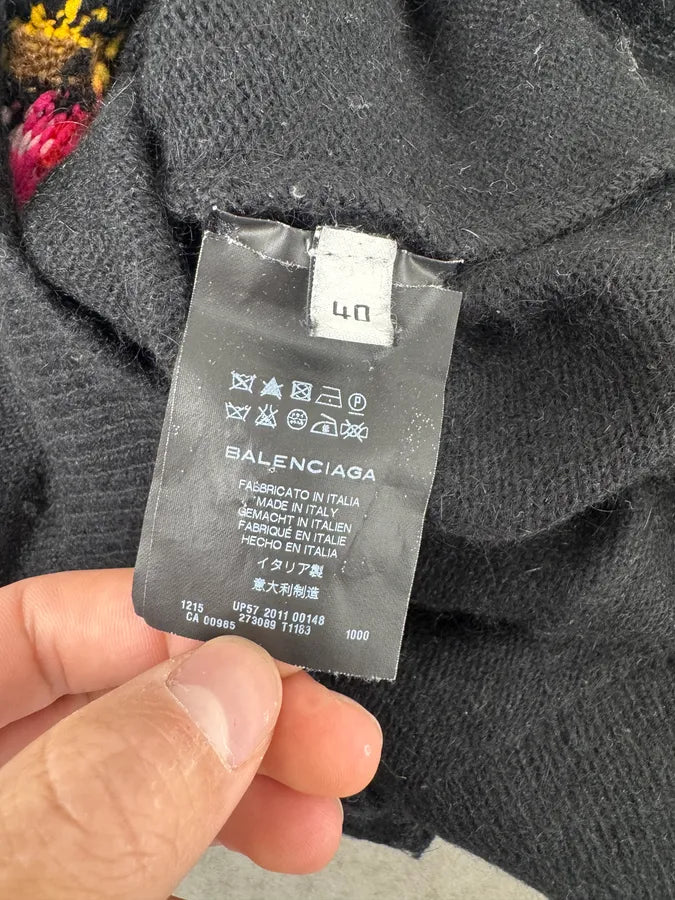 40
BALENCIAGA
FABBRICATO IN ITALIA
MADE IN ITALY
GEMACHT IN ITALIEN
FABRIQUÉ EN ITALIE
HECHO EN ITALIA
イタリア製
意大利制造
1215 UP57 2011 00148
CA 00985 273089 T1183 1000